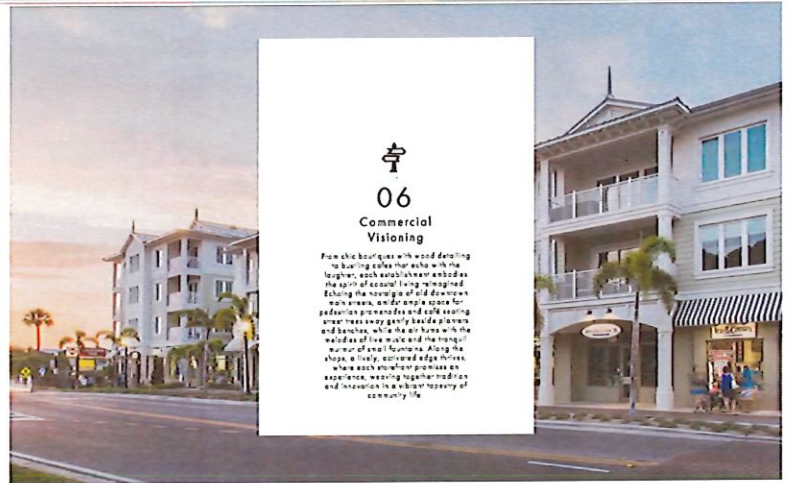 06
Commercial
Visioning
From chic boutiques with wood detailing
to bustling cafes that echo with the
laughter, each establishment embodies
the spirit of coastal living reimagined.
Echoing the nostalgia of old downtown
main streets, amidst ample space for
pedestrian promenades and café seating,
street trees sway gently beside planters
and benches, while the air hums with the
melodies of live music and the tranquil
murmur of small fountains. Along the
shops, a lively, activated edge thrives,
where each storefront promises an
experience, weaving together tradition
and innovation in a vibrant tapestry of
community life.